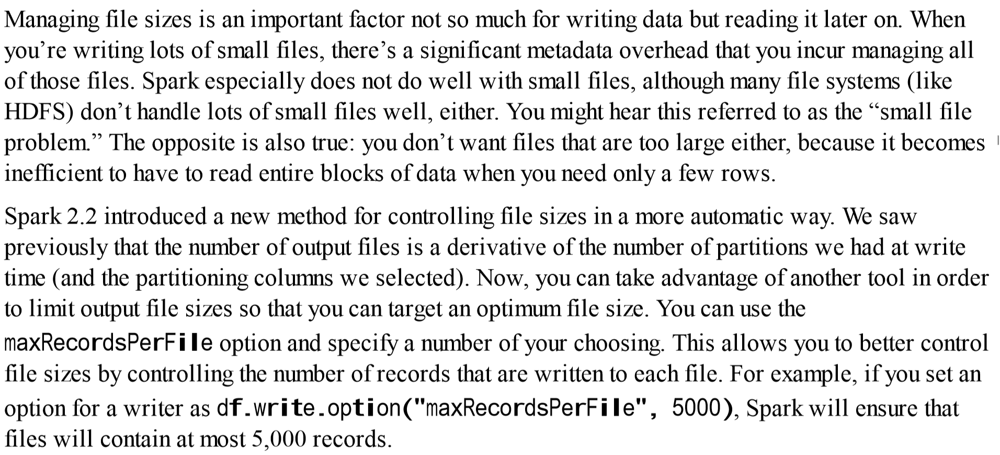 Managing file sizes is an important factor not so much for writing data but reading it later on. When
you’re writing lots of small files, there’s a significant metadata overhead that you incur managing all
of those files. Spark especially does not do well with small files, although many file systems (like
HDFS) don’t handle lots of small files well, either. You might hear this referred to as the “small file
problem.” The opposite is also true: you don’t want files that are too large either, because it becomes
inefficient to have to read entire blocks of data when you need only a few rows.
Spark 2.2 introduced a new method for controlling file sizes in a more automatic way. We saw
previously that the number of output files is a derivative of the number of partitions we had at write
time (and the partitioning columns we selected). Now, you can take advantage of another tool in order
to limit output file sizes so that you can target an optimum file size. You can use the
maxRecordsPerFile option and specify a number of your choosing. This allows you to better control
file sizes by controlling the number of records that are written to each file. For example, if you set an
option for a writer as df.write.option("maxRecordsPerFile", 5000), Spark will ensure that
files will contain at most 5,000 records.